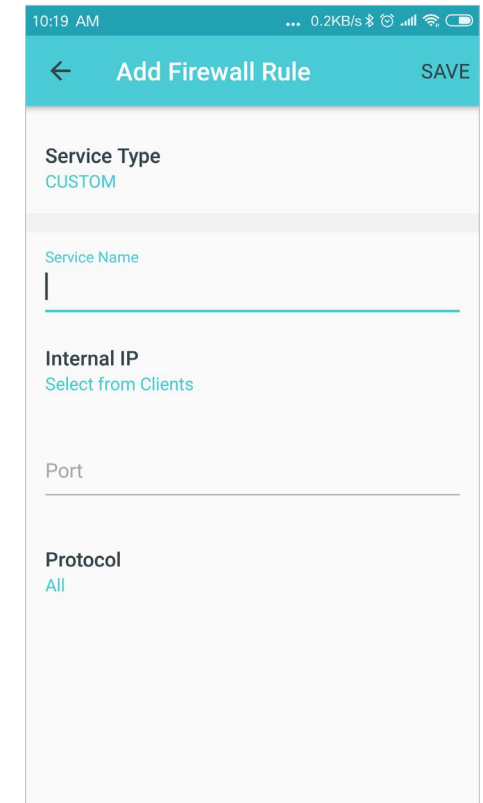 10:19 AM ... 0.2KB/s
Add Firewall Rule SAVE
Service Type
CUSTOM
Service Name
Internal IP
Select from Clients
Port
Protocol
All